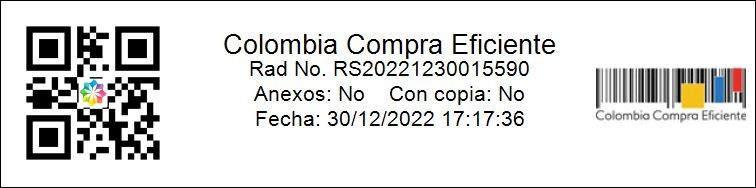 Colombia Compra Eficiente
Rad No. RS20221230015590
Anexos: No Con copia: No
Fecha: 30/12/2022 17:17:36
Colombia Compra Eficiente